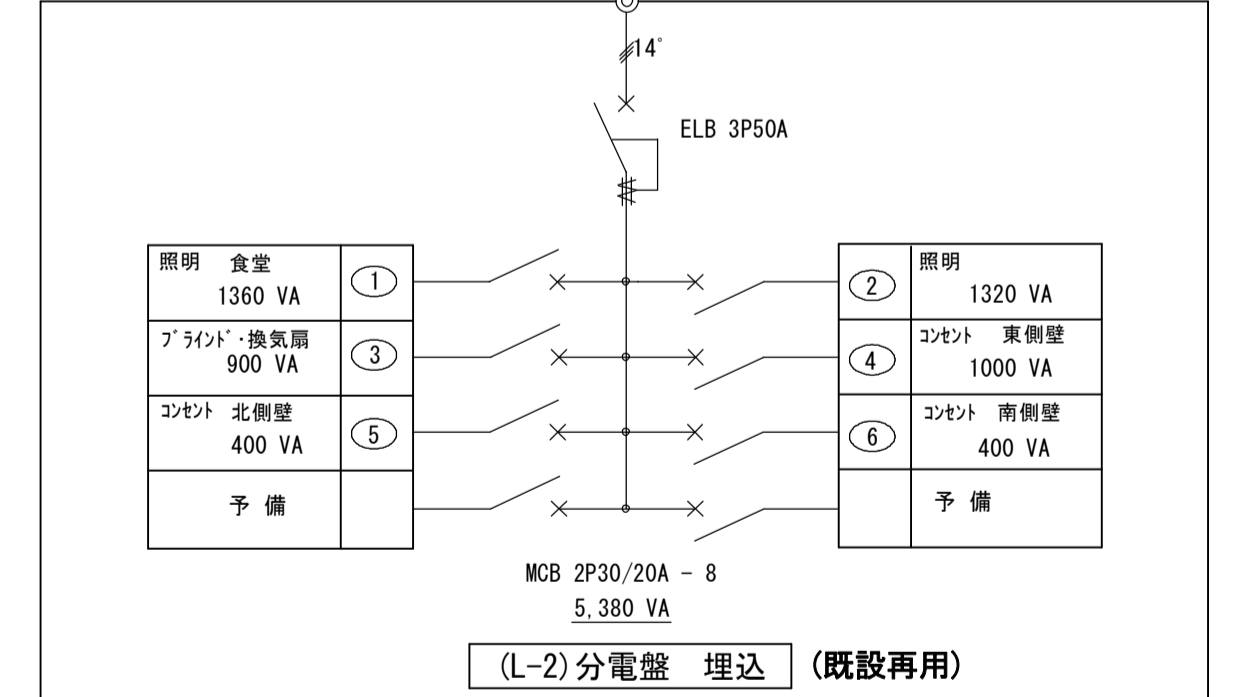 14°
ELB 3P50A
照明 食堂
1360 VA
①
②
照明
1320 VA
ﾌﾞﾗｲﾝﾄﾞ・換気扇
900 VA
③
④
ｺﾝｾﾝﾄ 東側壁
1000 VA
ｺﾝｾﾝﾄ 北側壁
400 VA
⑤
⑥
ｺﾝｾﾝﾄ 南側壁
400 VA
予 備
予 備
MCB 2P30/20A - 8
5,380 VA
(L-2)分電盤 埋込 (既設再用)